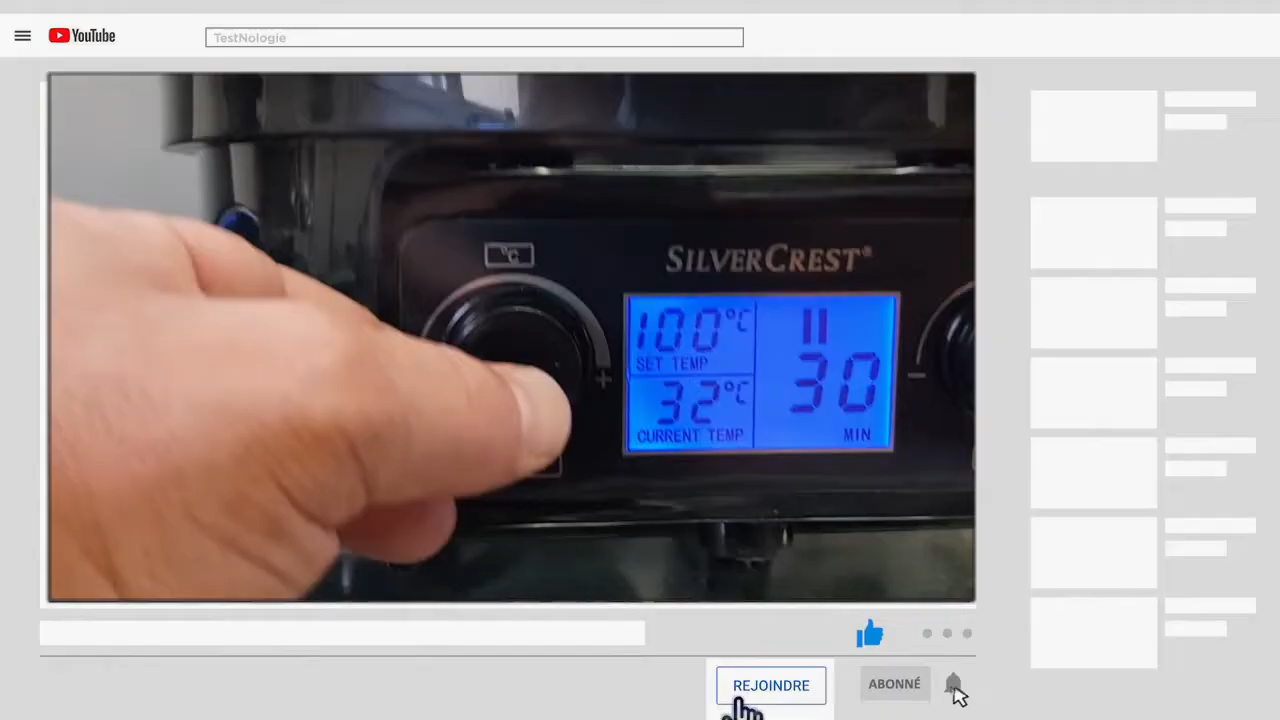 YouTube
TestNologie
°C
SILVERCREST®
100°C
SET TEMP
32°C
CURRENT TEMP
30
MIN
+
−
REJOINDRE
ABONNÉ